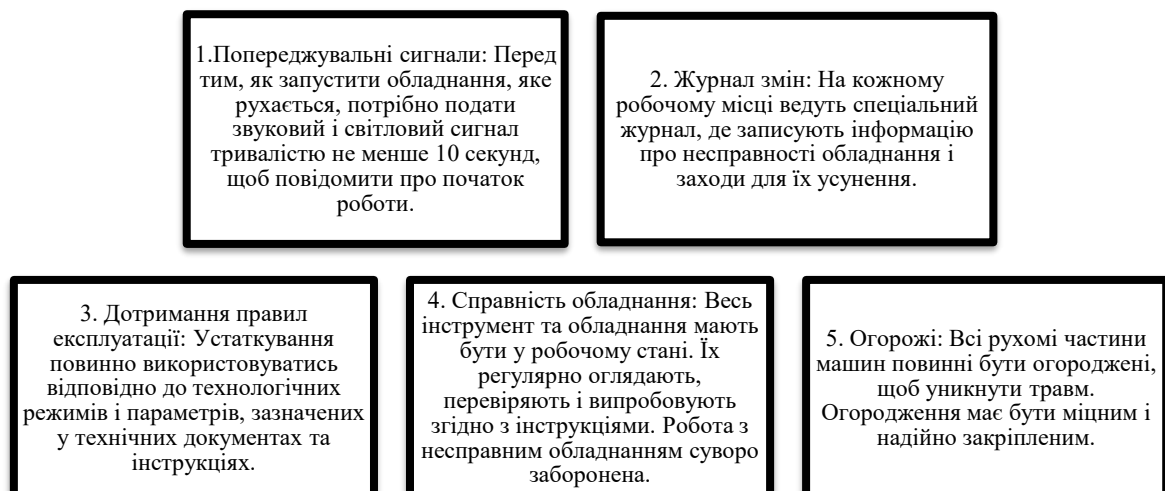 1.Попереджувальні сигнали: Перед
тим, як запустити обладнання, яке
рухається, потрібно подати
звуковий і світловий сигнал
тривалістю не менше 10 секунд,
щоб повідомити про початок
роботи.
2. Журнал змін: На кожному
робочому місці ведуть спеціальний
журнал, де записують інформацію
про несправності обладнання і
заходи для їх усунення.
3. Дотримання правил
експлуатації: Устаткування
повинно використовуватись
відповідно до технологічних
режимів і параметрів, зазначених
у технічних документах та
інструкціях.
4. Справність обладнання: Весь
інструмент та обладнання мають
бути у робочому стані. Їх
регулярно оглядають,
перевіряють і випробовують
згідно з інструкціями. Робота з
несправним обладнанням суворо
заборонена.
5. Огорожі: Всі рухомі частини
машин повинні бути огороджені,
щоб уникнути травм.
Огородження має бути міцним і
надійно закріпленим.